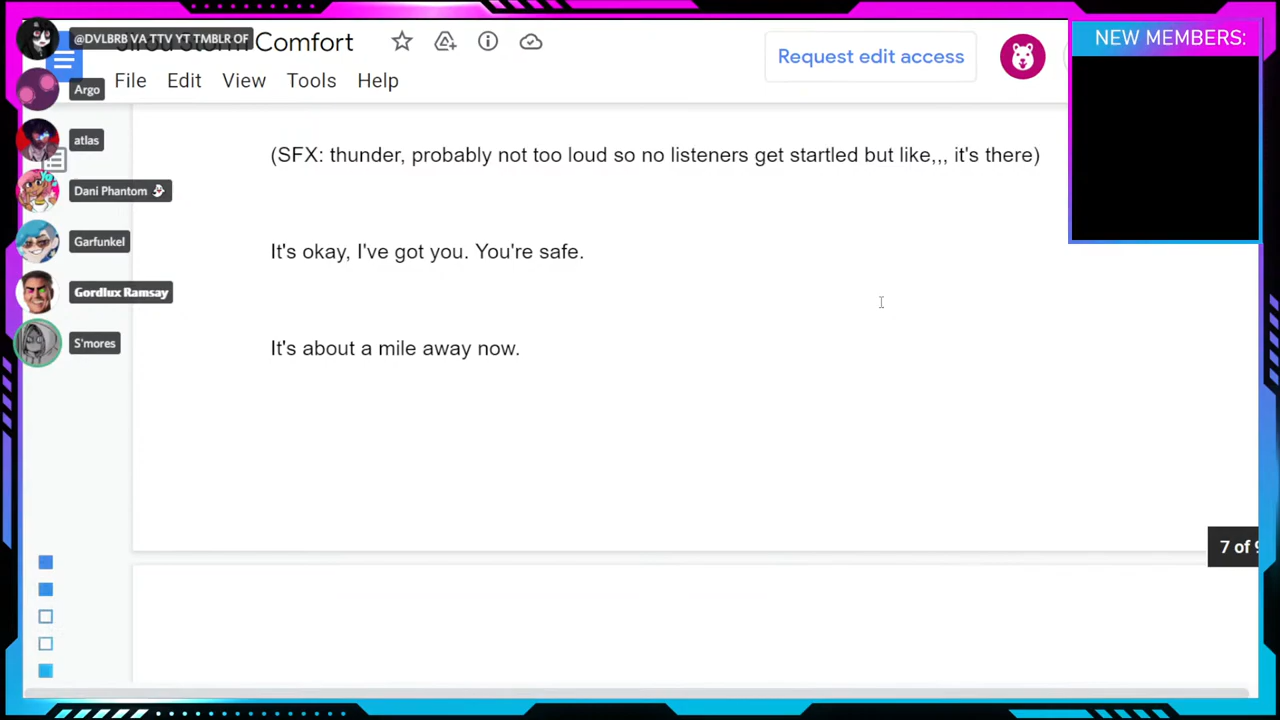 @DVLBRB VA TTV YT TMBLR OF
Comfort
Request edit access
NEW MEMBERS:
File Edit View Tools Help
Argo
atlas
Dani Phantom
Garfunkel
Gordlux Ramsay
S'mores
(SFX: thunder, probably not too loud so no listeners get startled but like,,, it's there)
It's okay, I've got you. You're safe.
It's about a mile away now.
7 of 9